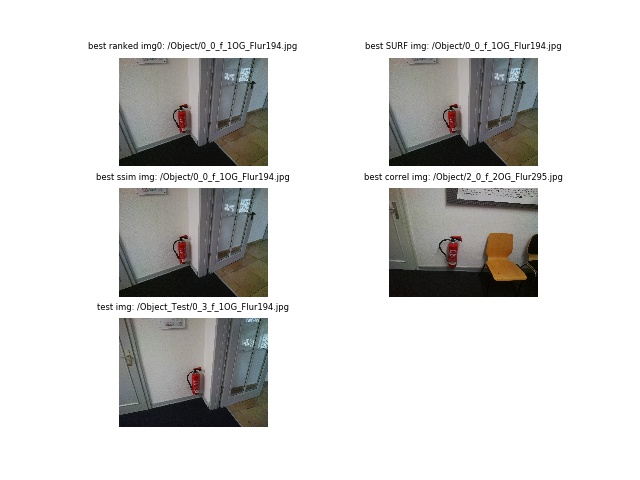 best ranked img0: /Object/0_0_f_1OG_Flur194.jpg
best SURF img: /Object/0_0_f_1OG_Flur194.jpg
best ssim img: /Object/0_0_f_1OG_Flur194.jpg
best correl img: /Object/2_0_f_2OG_Flur295.jpg
test img: /Object_Test/0_3_f_1OG_Flur194.jpg